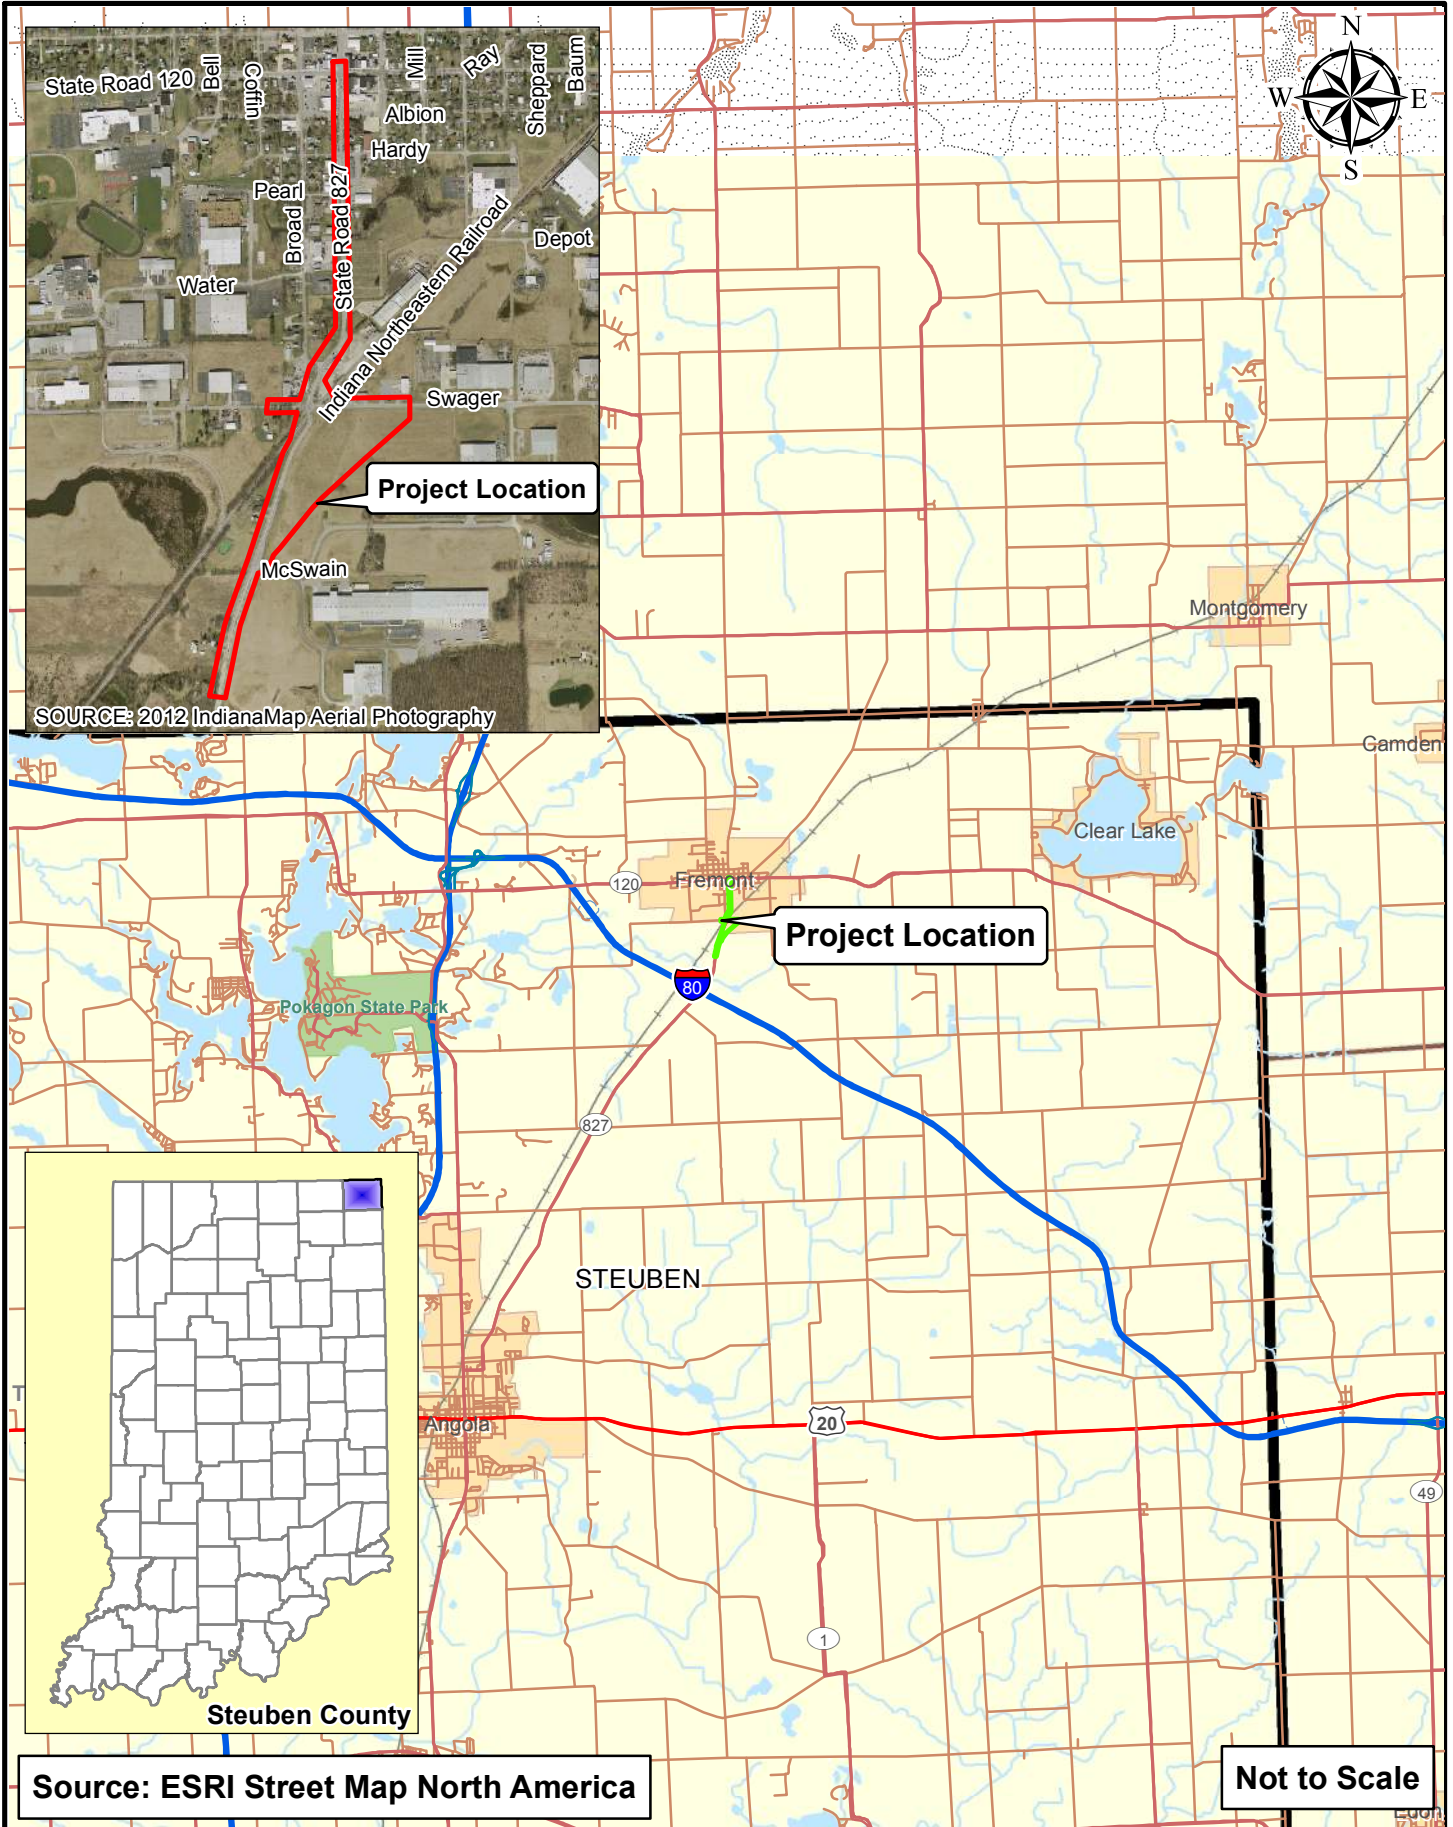 N
W
E
S
State Road 120
Bell
Coffin
Mill
Ray
Sheppard
Baum
Albion
Hardy
Pearl
Broad
State Road 827
Indiana Northeastern Railroad
Depot
Water
Swager
Project Location
McSwain
SOURCE: 2012 IndianaMap Aerial Photography
Montgomery
Camden
Clear Lake
120
Fremont
Project Location
80
Pokagon State Park
827
STEUBEN
T
Angola
20
49
1
Steuben County
Source: ESRI Street Map North America
Not to Scale